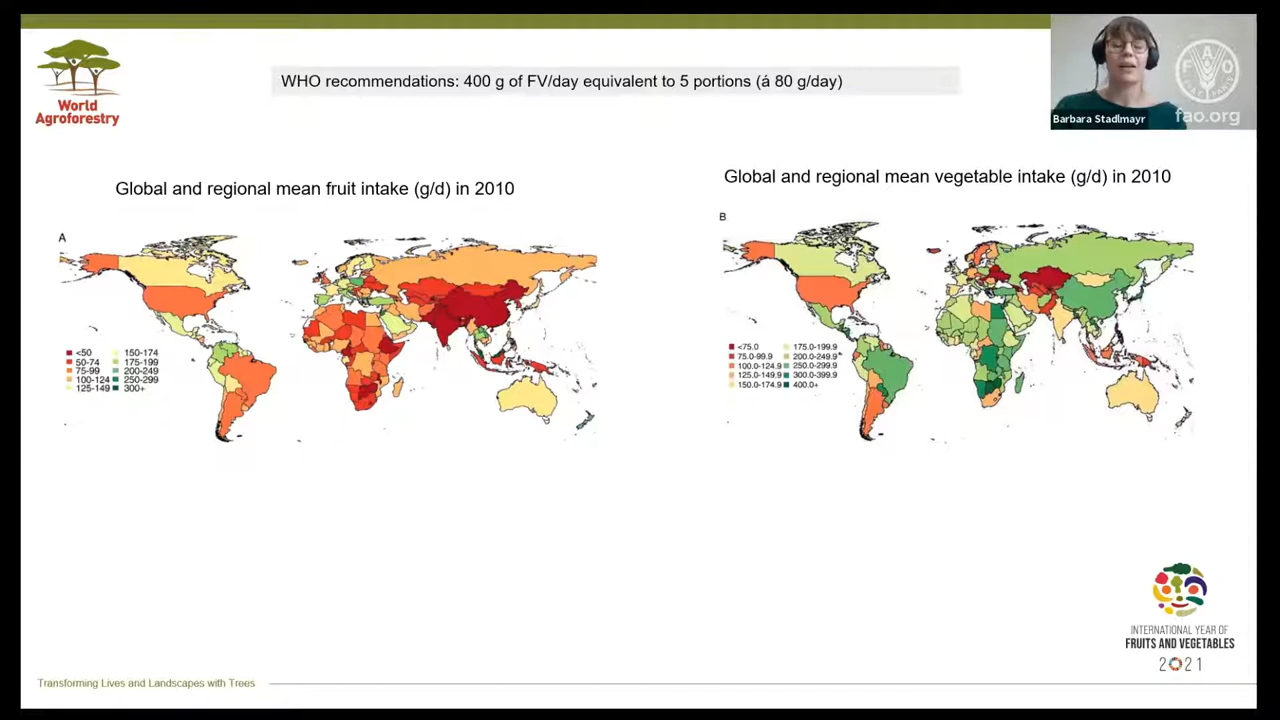 World
Agroforestry
WHO recommendations: 400 g of FV/day equivalent to 5 portions (á 80 g/day)
FAO
fao.org
Barbara Stadlmayr
Global and regional mean fruit intake (g/d) in 2010
A
<50
50-74
75-99
100-124
125-149
150-174
175-199
200-249
250-299
300+
Global and regional mean vegetable intake (g/d) in 2010
B
<75.0
75.0-99.9
100.0-124.9
125.0-149.9
150.0-174.9
175.0-199.9
200.0-249.9
250.0-299.9
300.0-399.9
400.0+
INTERNATIONAL YEAR OF
FRUITS AND VEGETABLES
2021
Transforming Lives and Landscapes with Trees